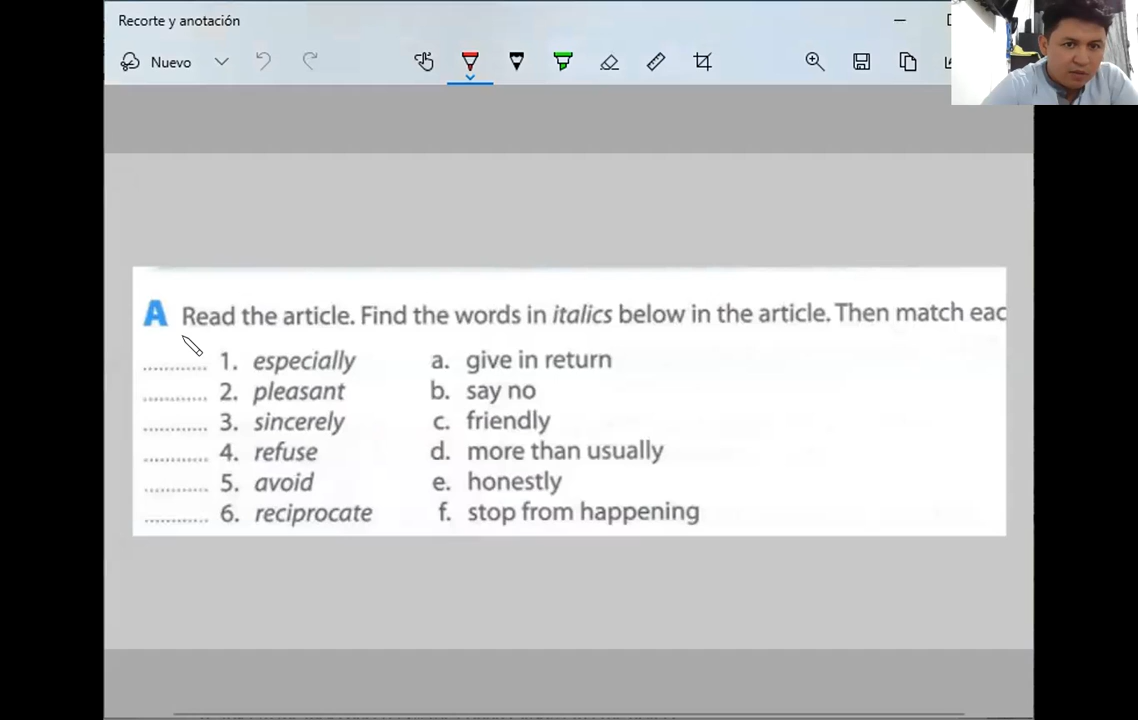 Recorte y anotación
Nuevo
A Read the article. Find the words in italics below in the article. Then match eac
............ 1. especially a. give in return
............ 2. pleasant b. say no
............ 3. sincerely c. friendly
............ 4. refuse d. more than usually
............ 5. avoid e. honestly
............ 6. reciprocate f. stop from happening